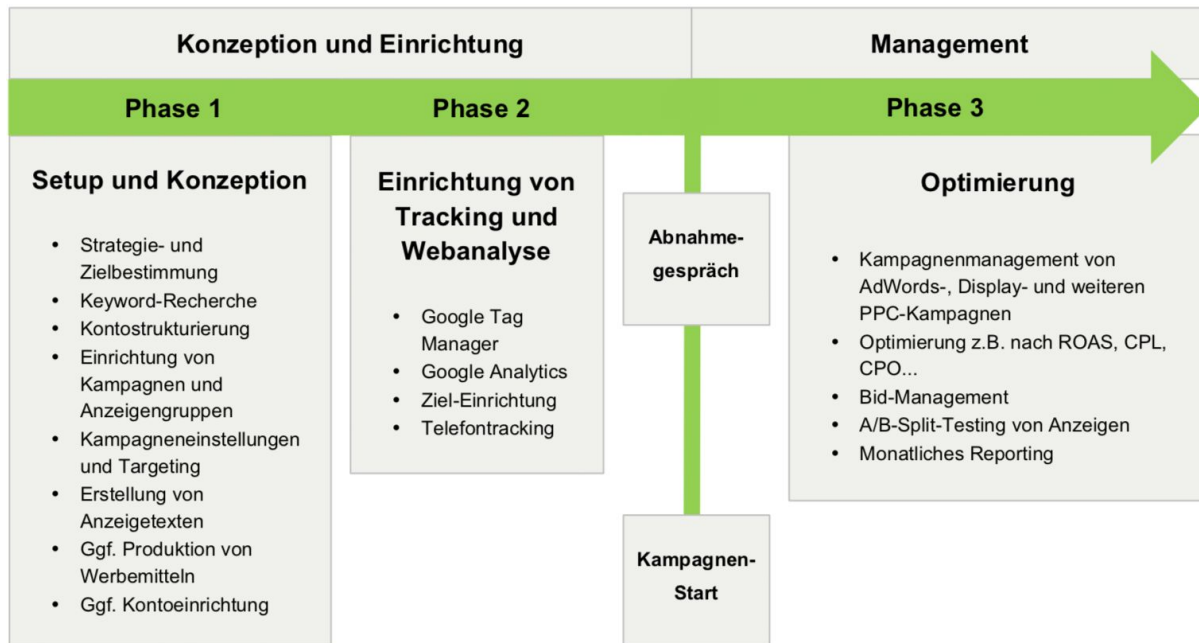 Konzeption und Einrichtung
Management
Phase 1
Phase 2
Phase 3
Setup und Konzeption
• Strategie- und
Zielbestimmung
• Keyword-Recherche
• Kontostrukturierung
• Einrichtung von
Kampagnen und
Anzeigengruppen
• Kampagneneinstellungen
und Targeting
• Erstellung von
Anzeigetexten
• Ggf. Produktion von
Werbemitteln
• Ggf. Kontoeinrichtung
Einrichtung von
Tracking und
Webanalyse
• Google Tag
Manager
• Google Analytics
• Ziel-Einrichtung
• Telefontracking
Abnahme-
gespräch
Kampagnen-
Start
Optimierung
• Kampagnenmanagement von
AdWords-, Display- und weiteren
PPC-Kampagnen
• Optimierung z.B. nach ROAS, CPL,
CPO...
• Bid-Management
• A/B-Split-Testing von Anzeigen
• Monatliches Reporting